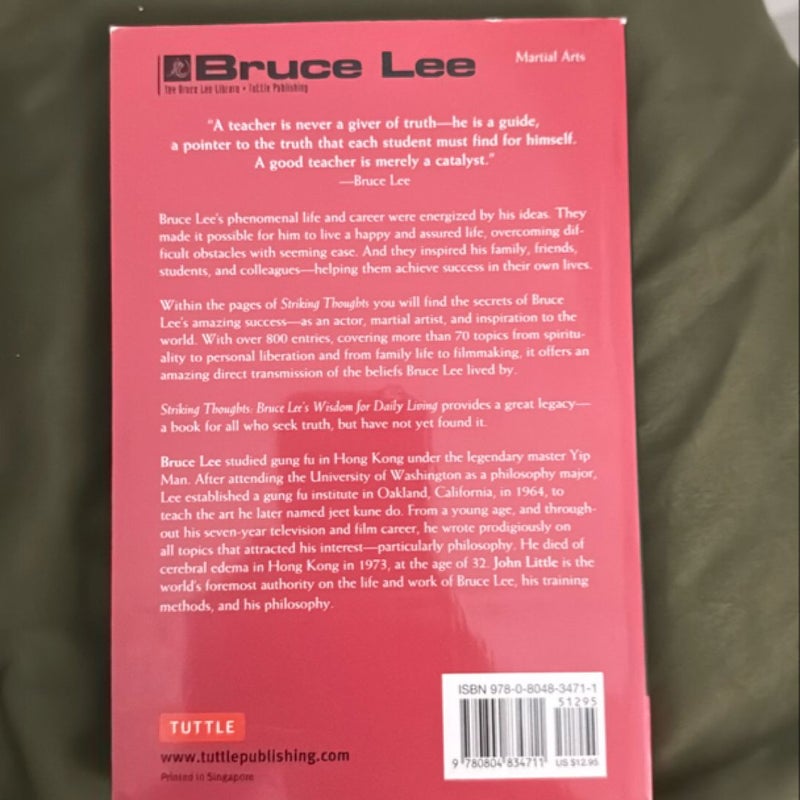 Bruce Lee
Martial Arts
The Bruce Lee Library • Tuttle Publishing
"A teacher is never a giver of truth—he is a guide,
a pointer to the truth that each student must find for himself.
A good teacher is merely a catalyst."
—Bruce Lee
Bruce Lee's phenomenal life and career were energized by his ideas. They
made it possible for him to live a happy and assured life, overcoming dif-
ficult obstacles with seeming ease. And they inspired his family, friends,
students, and colleagues—helping them achieve success in their own lives.
Within the pages of Striking Thoughts you will find the secrets of Bruce
Lee's amazing success—as an actor, martial artist, and inspiration to the
world. With over 800 entries, covering more than 70 topics from spiritu-
ality to personal liberation and from family life to filmmaking, it offers an
amazing direct transmission of the beliefs Bruce Lee lived by.
Striking Thoughts: Bruce Lee's Wisdom for Daily Living provides a great legacy—
a book for all who seek truth, but have not yet found it.
Bruce Lee studied gung fu in Hong Kong under the legendary master Yip
Man. After attending the University of Washington as a philosophy major,
Lee established a gung fu institute in Oakland, California, in 1964, to
teach the art he later named jeet kune do. From a young age, and through-
out his seven-year television and film career, he wrote prodigiously on
all topics that attracted his interest—particularly philosophy. He died of
cerebral edema in Hong Kong in 1973, at the age of 32. John Little is the
world's foremost authority on the life and work of Bruce Lee, his training
methods, and his philosophy.
ISBN 978-0-8048-3471-1
51295
9 780804 834711
US $12.95
TUTTLE
www.tuttlepublishing.com
Printed in Singapore